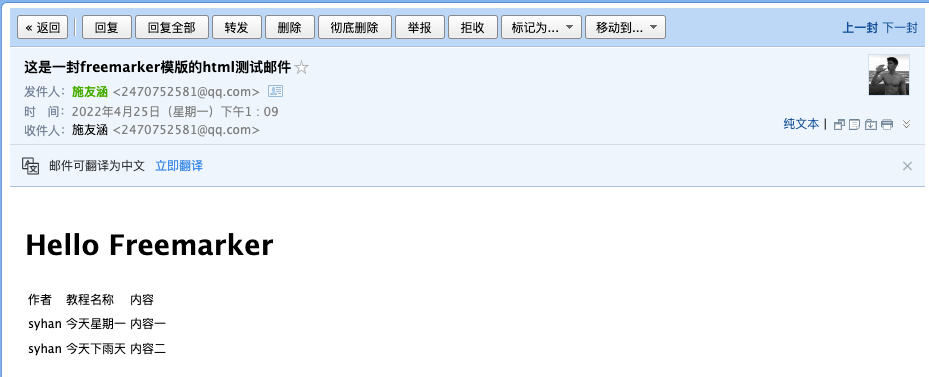 « 返回 回复 回复全部 转发 删除 彻底删除 举报 拒收 标记为... 移动到... 上一封 下一封
这是一封freemarker模版的html测试邮件
发件人：施友涵 <2470752581@qq.com>
时 间：2022年4月25日（星期一）下午1：09
收件人：施友涵 <2470752581@qq.com>
纯文本 |
邮件可翻译为中文 立即翻译
Hello Freemarker
作者 教程名称 内容
syhan 今天星期一 内容一
syhan 今天下雨天 内容二